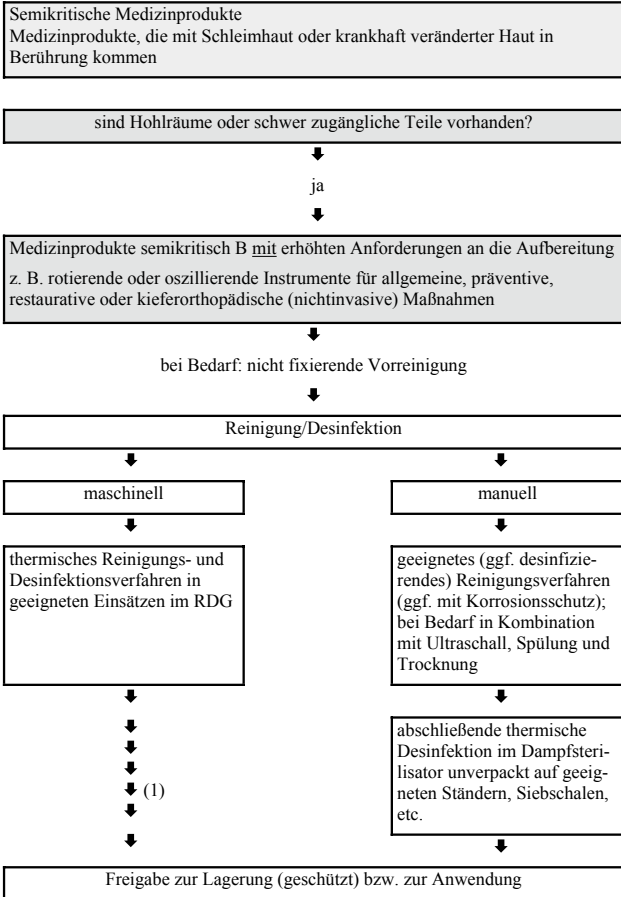 Semikritische Medizinprodukte
Medizinprodukte, die mit Schleimhaut oder krankhaft veränderter Haut in
Berührung kommen
sind Hohlräume oder schwer zugängliche Teile vorhanden?
ja
Medizinprodukte semikritisch B mit erhöhten Anforderungen an die Aufbereitung
z. B. rotierende oder oszillierende Instrumente für allgemeine, präventive,
restaurative oder kieferorthopädische (nichtinvasive) Maßnahmen
bei Bedarf: nicht fixierende Vorreinigung
Reinigung/Desinfektion
maschinell
thermisches Reinigungs- und
Desinfektionsverfahren in
geeigneten Einsätzen im RDG
(1)
manuell
geeignetes (ggf. desinfizie-
rendes) Reinigungsverfahren
(ggf. mit Korrosionsschutz);
bei Bedarf in Kombination
mit Ultraschall, Spülung und
Trocknung
abschließende thermische
Desinfektion im Dampfsteri-
lisator unverpackt auf geeig-
neten Ständern, Siebschalen,
etc.
Freigabe zur Lagerung (geschützt) bzw. zur Anwendung